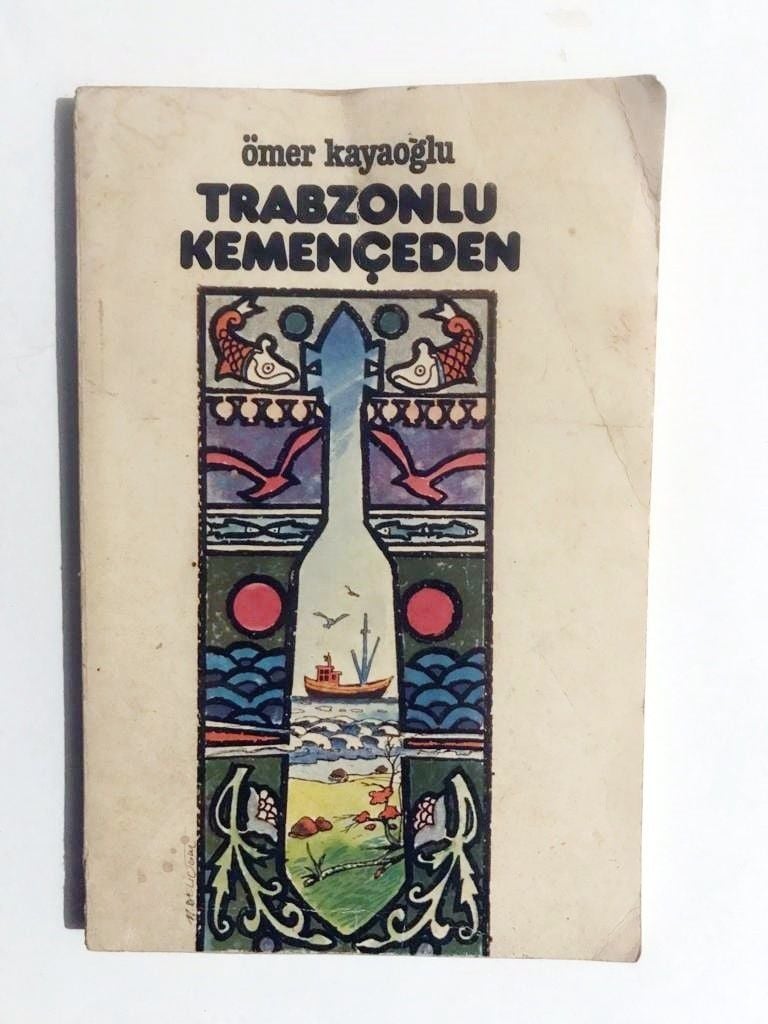 ömer kayaoğlu
TRABZONLU
KEMENÇEDEN